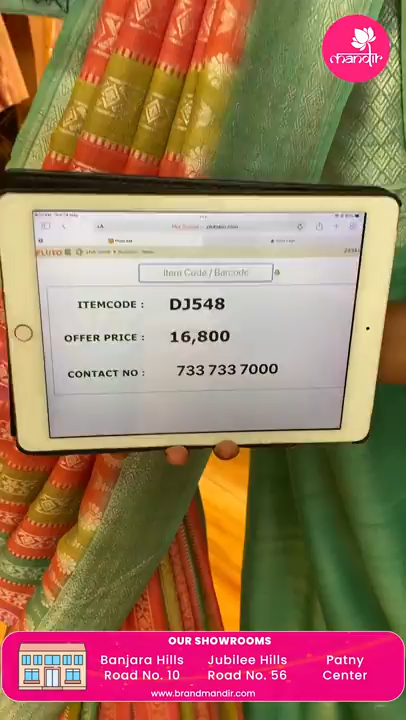 mandir
Item Code / Barcode
ITEMCODE : DJ548
OFFER PRICE : 16,800
CONTACT NO : 733 733 7000
OUR SHOWROOMS
Banjara Hills
Road No. 10
Jubilee Hills
Road No. 56
Patny
Center
www.brandmandir.com